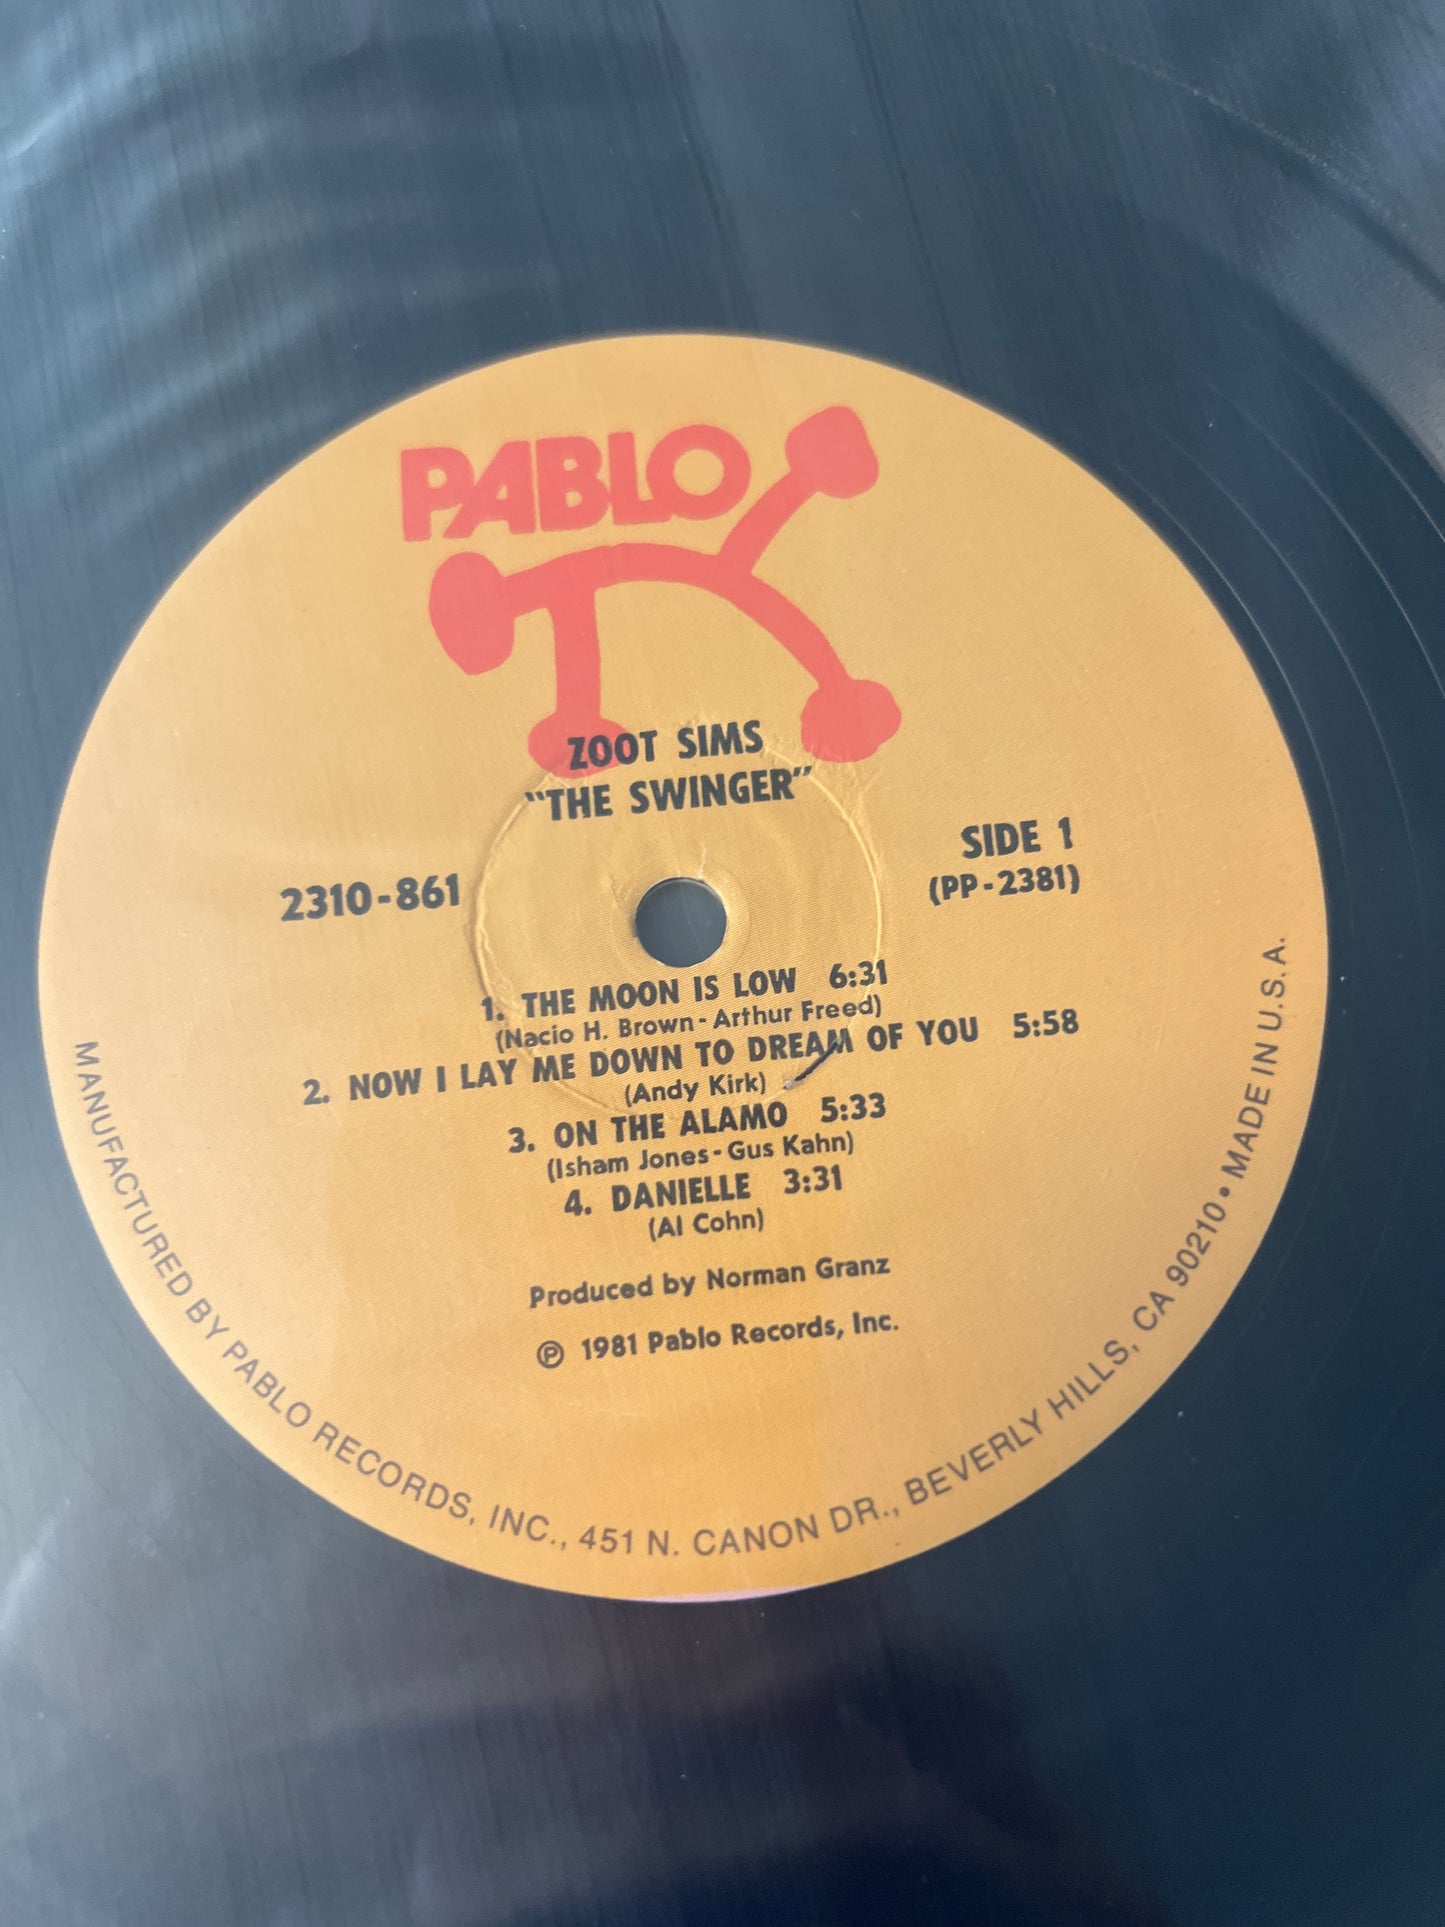 PABLO
ZOOT SIMS
"THE SWINGER"
2310-861
SIDE 1
(PP-2381)
1. THE MOON IS LOW 6:31
(Nacio H. Brown-Arthur Freed)
2. NOW I LAY ME DOWN TO DREAM OF YOU 5:58
(Andy Kirk)
3. ON THE ALAMO 5:33
(Isham Jones-Gus Kahn)
4. DANIELLE 3:31
(Al Cohn)
Produced by Norman Granz
℗ 1981 Pablo Records, Inc.
MANUFACTURED BY PABLO RECORDS, INC., 451 N. CANON DR., BEVERLY HILLS, CA 90210 • MADE IN U.S.A.